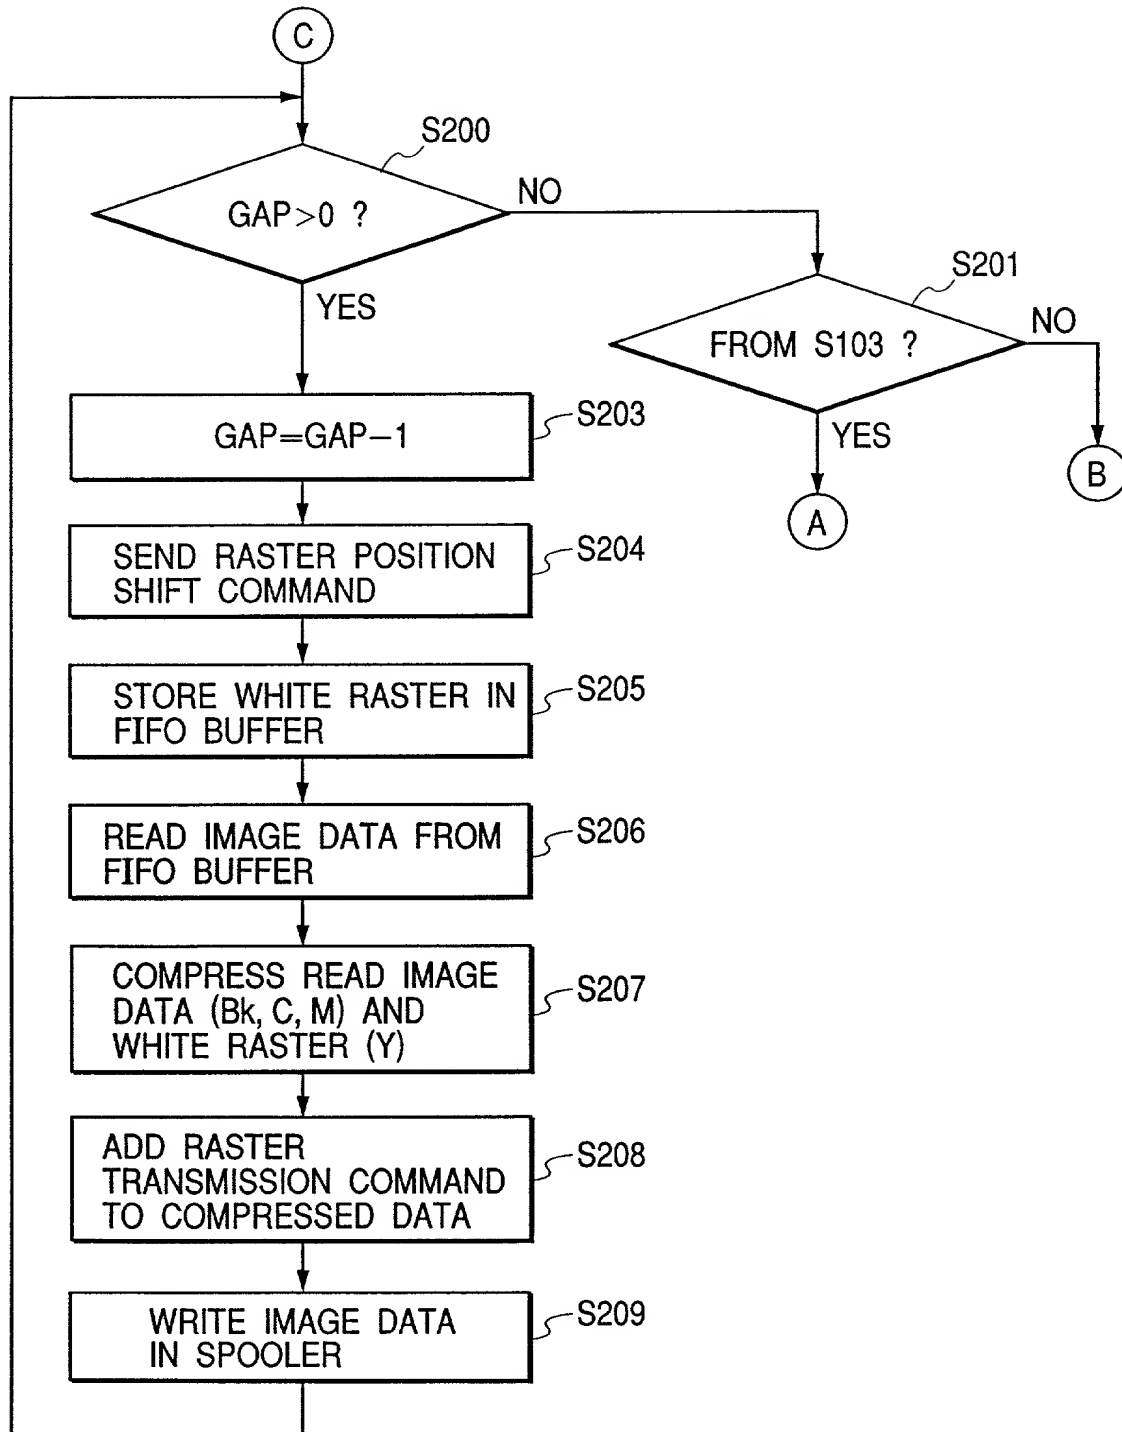 C
S200
GAP>0 ?
NO
YES
S201
FROM S103 ?
NO
YES
B
A
GAP=GAP-1
S203
SEND RASTER POSITION
SHIFT COMMAND
S204
STORE WHITE RASTER IN
FIFO BUFFER
S205
READ IMAGE DATA FROM
FIFO BUFFER
S206
COMPRESS READ IMAGE
DATA (Bk, C, M) AND
WHITE RASTER (Y)
S207
ADD RASTER
TRANSMISSION COMMAND
TO COMPRESSED DATA
S208
WRITE IMAGE DATA
IN SPOOLER
S209